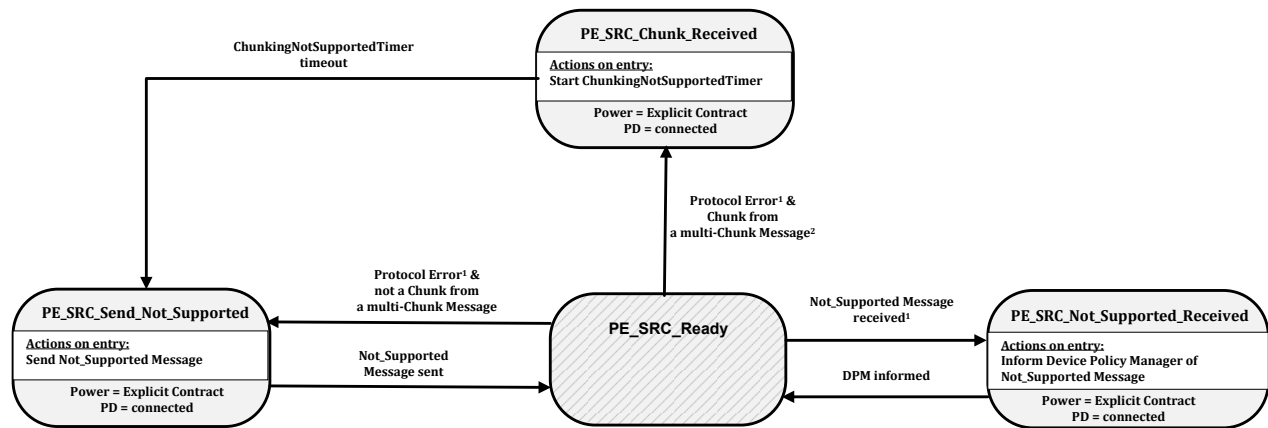 PE_SRC_Chunk_Received
Actions on entry:
Start ChunkingNotSupportedTimer
Power = Explicit Contract
PD = connected
ChunkingNotSupportedTimer
timeout
Protocol Error¹ &
Chunk from
a multi-Chunk Message²
Protocol Error¹ &
not a Chunk from
a multi-Chunk Message
PE_SRC_Send_Not_Supported
Actions on entry:
Send Not_Supported Message
Power = Explicit Contract
PD = connected
Not_Supported
Message sent
PE_SRC_Ready
Not_Supported Message
received¹
DPM informed
PE_SRC_Not_Supported_Received
Actions on entry:
Inform Device Policy Manager of
Not_Supported Message
Power = Explicit Contract
PD = connected